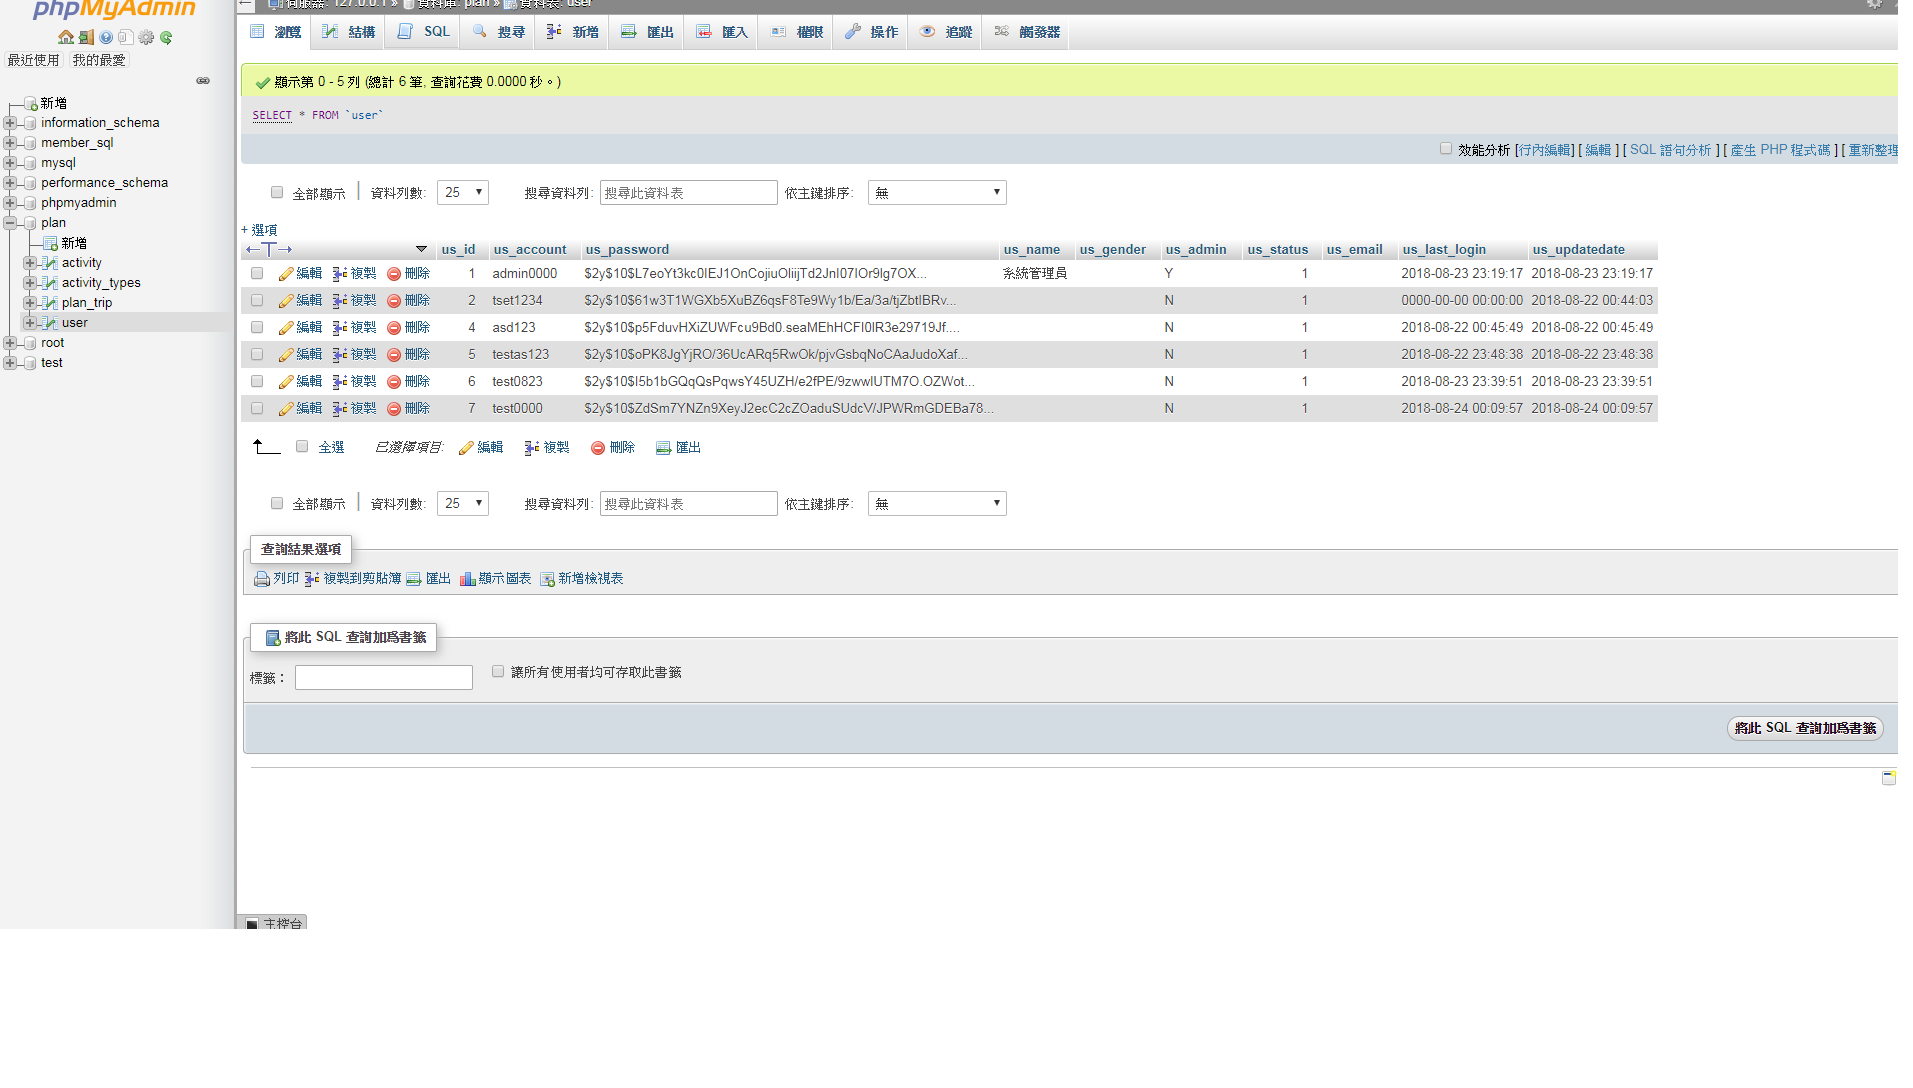 phpMyAdmin
最近使用 我的最愛
新增
information_schema
member_sql
mysql
performance_schema
phpmyadmin
plan
新增
activity
activity_types
plan_trip
user
root
test
伺服器: 127.0.0.1 » 資料庫: plan » 資料表: user
瀏覽 結構 SQL 搜尋 新增 匯出 匯入 權限 操作 追蹤 觸發器
顯示第 0 - 5 列 (總計 6 筆, 查詢花費 0.0000 秒。)
SELECT * FROM `user`
效能分析 [行內編輯] [ 編輯 ] [ SQL 語句分析 ] [ 產生 PHP 程式碼 ] [ 重新整理
全部顯示 資料列數: 25 搜尋資料列: 搜尋此資料表 依主鍵排序: 無
+ 選項
←T→ us_id us_account us_password us_name us_gender us_admin us_status us_email us_last_login us_updatedate
編輯 複製 刪除 1 admin0000 $2y$10$L7eoYt3kc0IEJ1OnCojiuOIiijTd2JnI07IOr9Ig7OX... 系統管理員 Y 1 2018-08-23 23:19:17 2018-08-23 23:19:17
編輯 複製 刪除 2 tset1234 $2y$10$61w3T1WGXb5XuBZ6qsF8Te9Wy1b/Ea/3a/tjZbtlBRv... N 1 0000-00-00 00:00:00 2018-08-22 00:44:03
編輯 複製 刪除 4 asd123 $2y$10$p5FduvHXiZUWFcu9Bd0.seaMEhHCFI0IR3e29719Jf.... N 1 2018-08-22 00:45:49 2018-08-22 00:45:49
編輯 複製 刪除 5 testas123 $2y$10$oPK8JgYjRO/36UcARq5RwOk/pjvGsbqNoCAaJudoXaf... N 1 2018-08-22 23:48:38 2018-08-22 23:48:38
編輯 複製 刪除 6 test0823 $2y$10$I5b1bGQqQsPqwsY45UZH/e2fPE/9zwwlUTM7O.OZWot... N 1 2018-08-23 23:39:51 2018-08-23 23:39:51
編輯 複製 刪除 7 test0000 $2y$10$ZdSm7YNZn9XeyJ2ecC2cZOaduSUdcV/JPWRmGDEBa78... N 1 2018-08-24 00:09:57 2018-08-24 00:09:57
全選 已選擇項目: 編輯 複製 刪除 匯出
全部顯示 資料列數: 25 搜尋資料列: 搜尋此資料表 依主鍵排序: 無
查詢結果選項
列印 複製到剪貼簿 匯出 顯示圖表 新增檢視表
將此 SQL 查詢加為書籤
標籤： 讓所有使用者均可存取此書籤
將此 SQL 查詢加為書籤
主控台